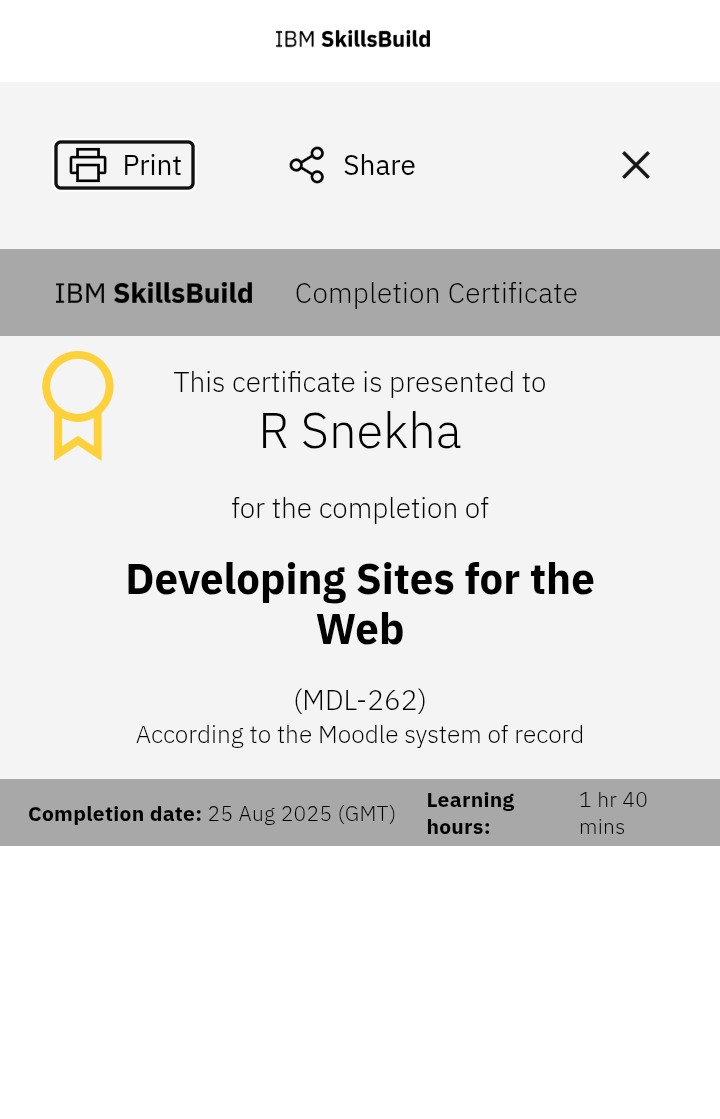 IBM SkillsBuild
Print
Share
IBM SkillsBuild Completion Certificate
This certificate is presented to
R Snekha
for the completion of
Developing Sites for the
Web
(MDL-262)
According to the Moodle system of record
Completion date: 25 Aug 2025 (GMT)
Learning hours: 1 hr 40 mins